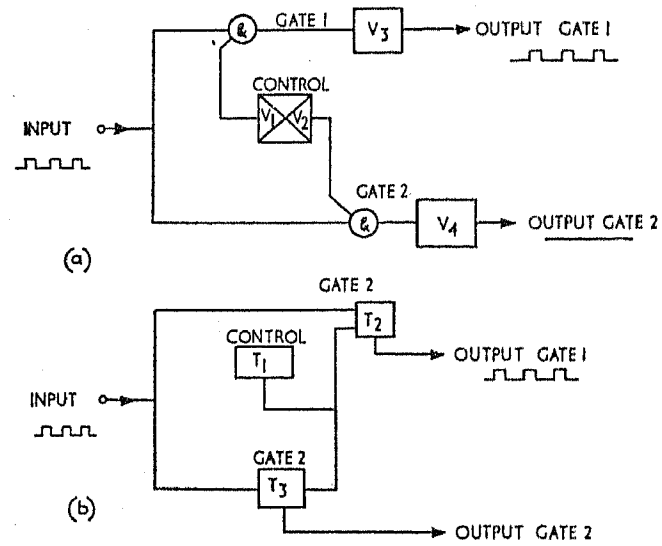 & GATE 1 V3 OUTPUT GATE 1
CONTROL
V1 V2
INPUT
GATE 2
& V4 OUTPUT GATE 2
(a)
GATE 2
T2
CONTROL
T1
OUTPUT GATE 1
INPUT
GATE 2
T3
(b)
OUTPUT GATE 2